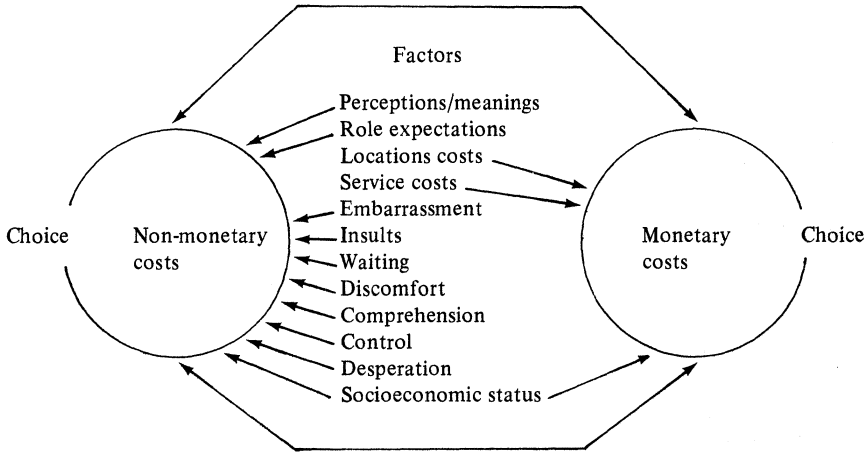 Factors
Perceptions/meanings
Role expectations
Locations costs
Service costs
Embarrassment
Choice
Non-monetary
costs
Insults
Monetary
costs
Choice
Waiting
Discomfort
Comprehension
Control
Desperation
Socioeconomic status